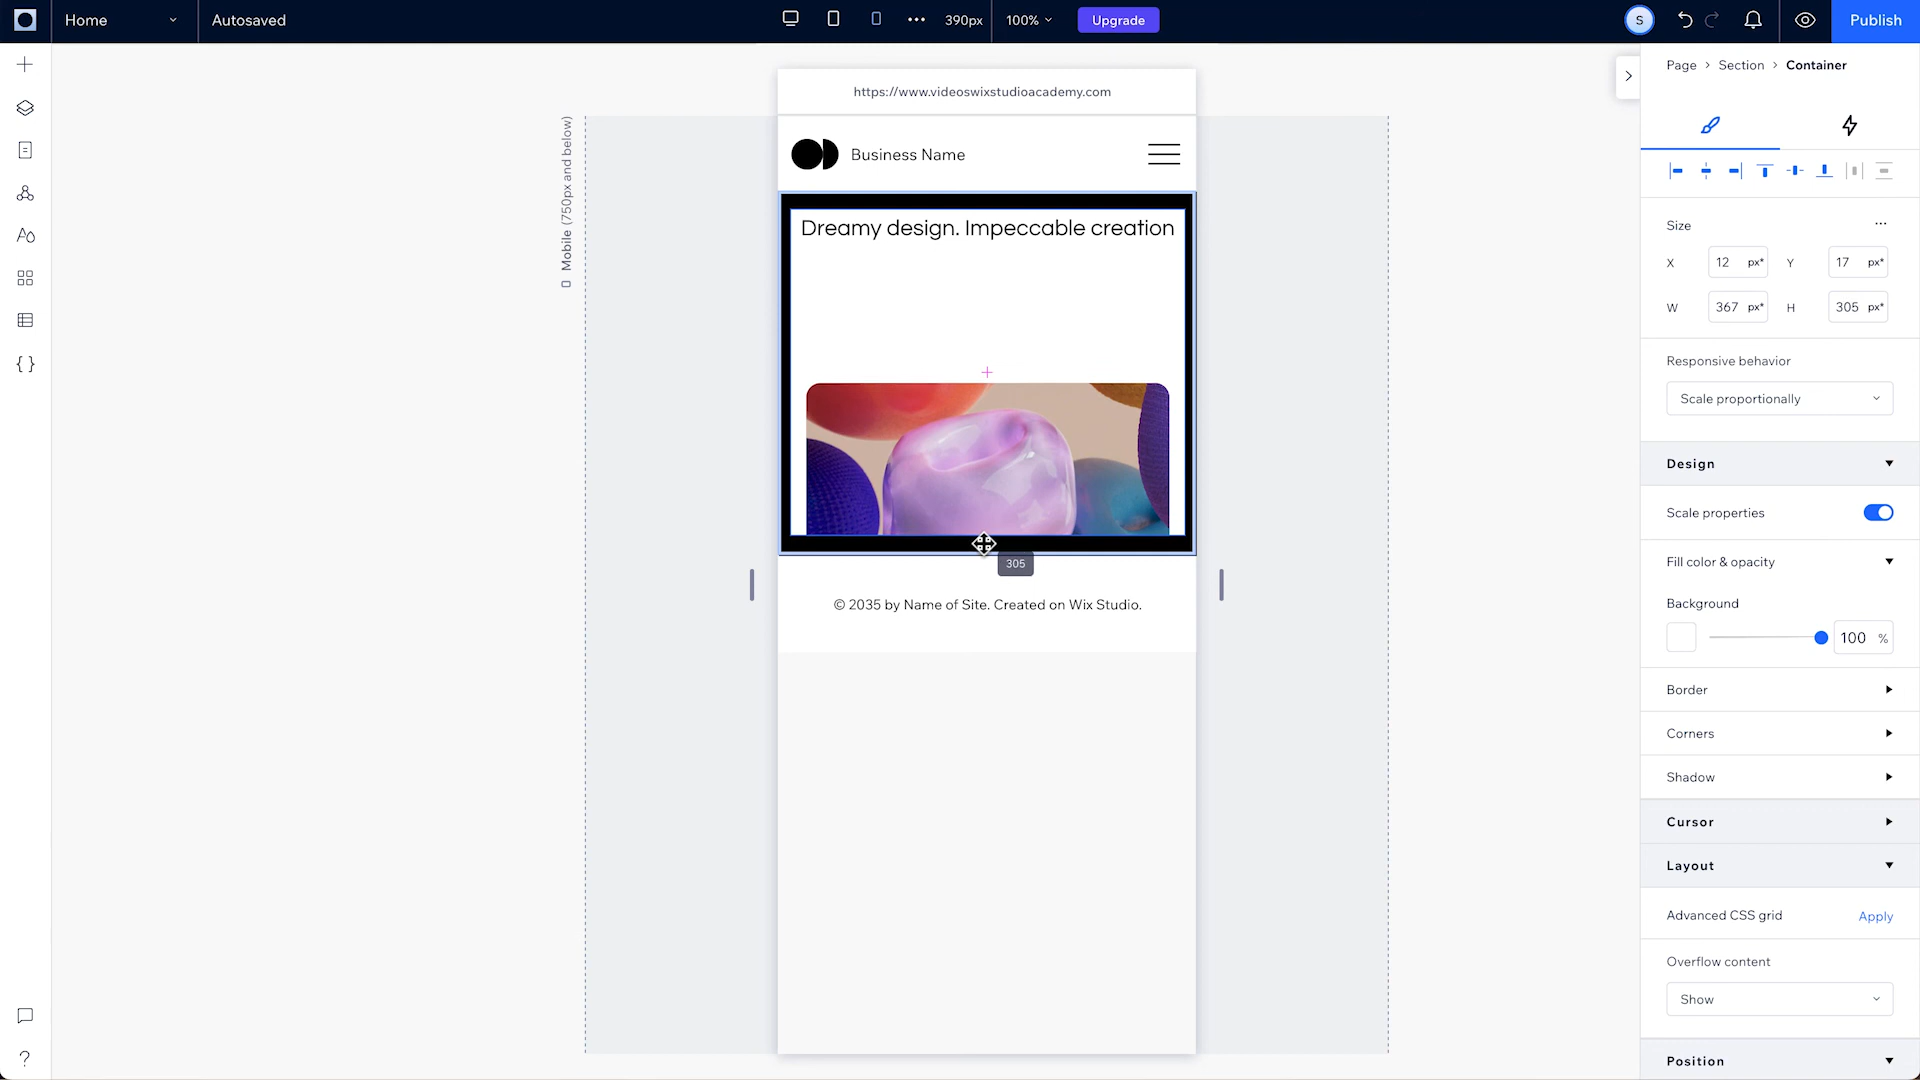 Home
Autosaved
390px
100%
Upgrade
S
Publish
Page > Section > Container
https://www.videoswixstudioacademy.com
Mobile (750px and below)
Business Name
Dreamy design. Impeccable creation
305
© 2035 by Name of Site. Created on Wix Studio.
Size
X 12 px* Y 17 px*
W 367 px* H 305 px*
Responsive behavior
Scale proportionally
Design
Scale properties
Fill color & opacity
Background
100 %
Border
Corners
Shadow
Cursor
Layout
Advanced CSS grid Apply
Overflow content
Show
Position